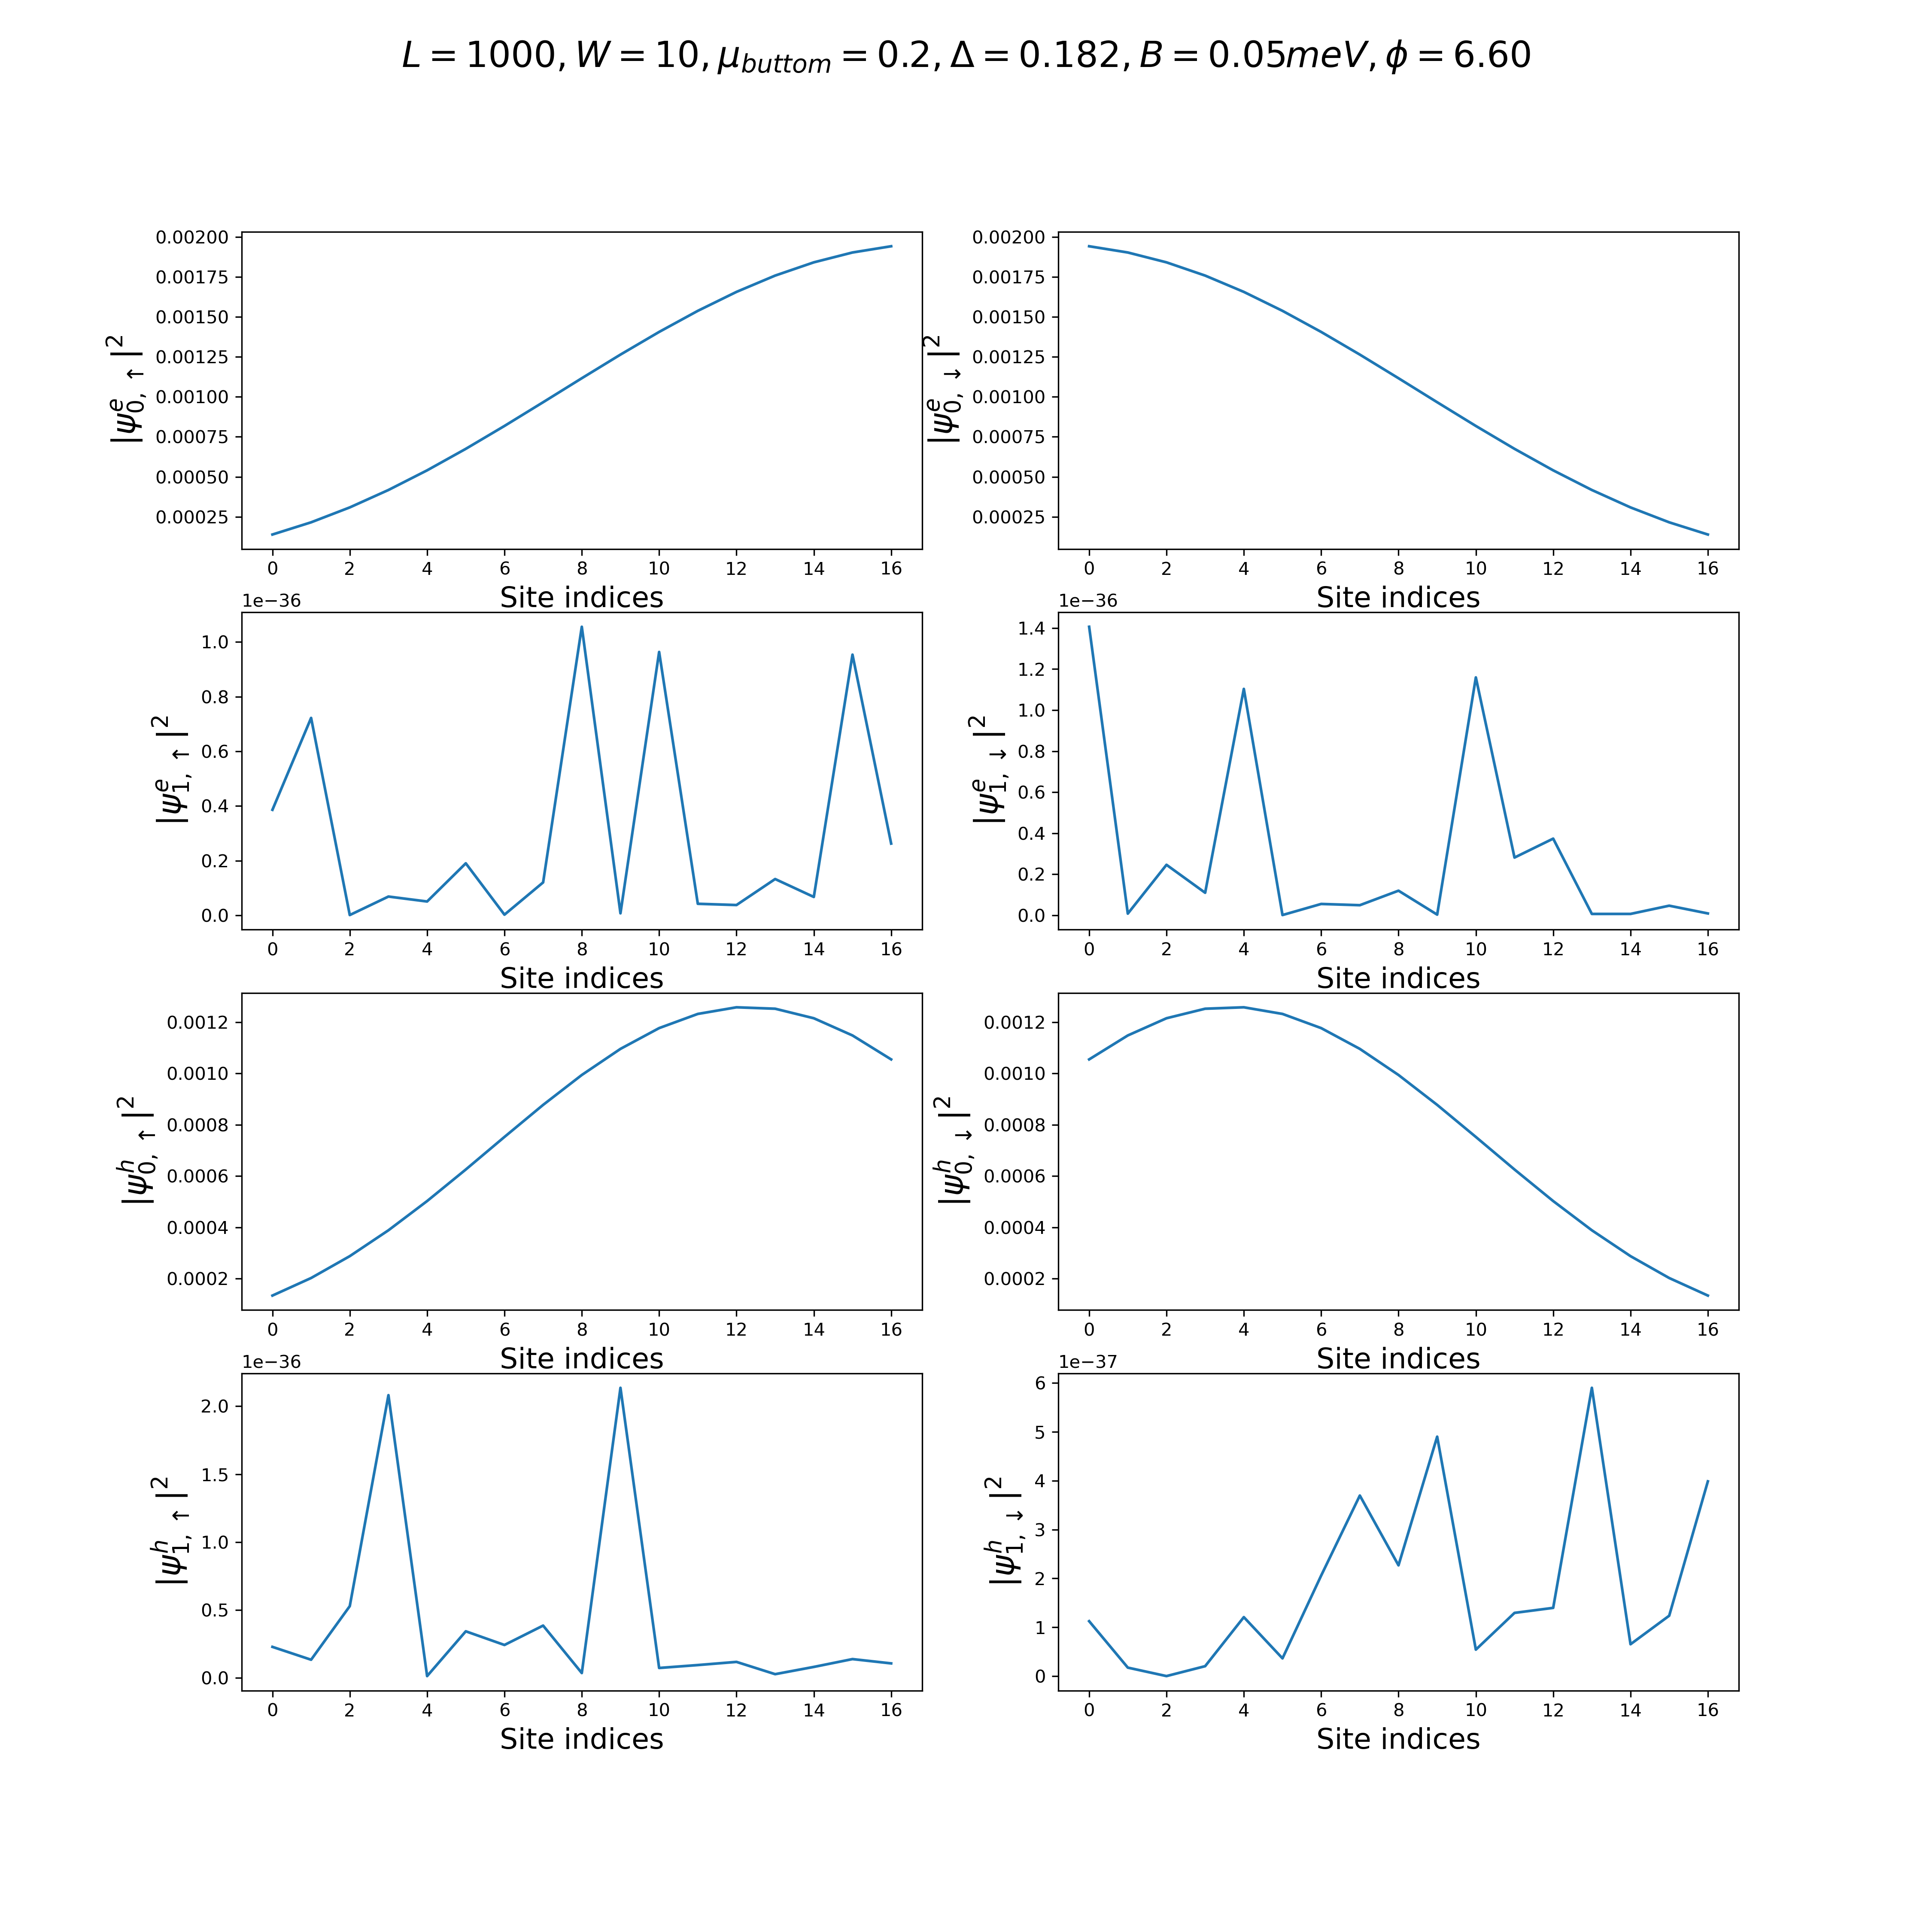 L = 1000, W = 10, μ_buttom = 0.2, Δ = 0.182, B = 0.05meV, ϕ = 6.60
|ψ^e_{0,↑}|^2
0.00200
0.00175
0.00150
0.00125
0.00100
0.00075
0.00050
0.00025
0 2 4 6 8 10 12 14 16
Site indices
|ψ^e_{0,↓}|^2
0.00200
0.00175
0.00150
0.00125
0.00100
0.00075
0.00050
0.00025
0 2 4 6 8 10 12 14 16
Site indices
1e−36
|ψ^e_{1,↑}|^2
1.0
0.8
0.6
0.4
0.2
0.0
0 2 4 6 8 10 12 14 16
Site indices
1e−36
|ψ^e_{1,↓}|^2
1.4
1.2
1.0
0.8
0.6
0.4
0.2
0.0
0 2 4 6 8 10 12 14 16
Site indices
|ψ^h_{0,↑}|^2
0.0012
0.0010
0.0008
0.0006
0.0004
0.0002
0 2 4 6 8 10 12 14 16
Site indices
|ψ^h_{0,↓}|^2
0.0012
0.0010
0.0008
0.0006
0.0004
0.0002
0 2 4 6 8 10 12 14 16
Site indices
1e−36
|ψ^h_{1,↑}|^2
2.0
1.5
1.0
0.5
0.0
0 2 4 6 8 10 12 14 16
Site indices
1e−37
|ψ^h_{1,↓}|^2
6
5
4
3
2
1
0
0 2 4 6 8 10 12 14 16
Site indices